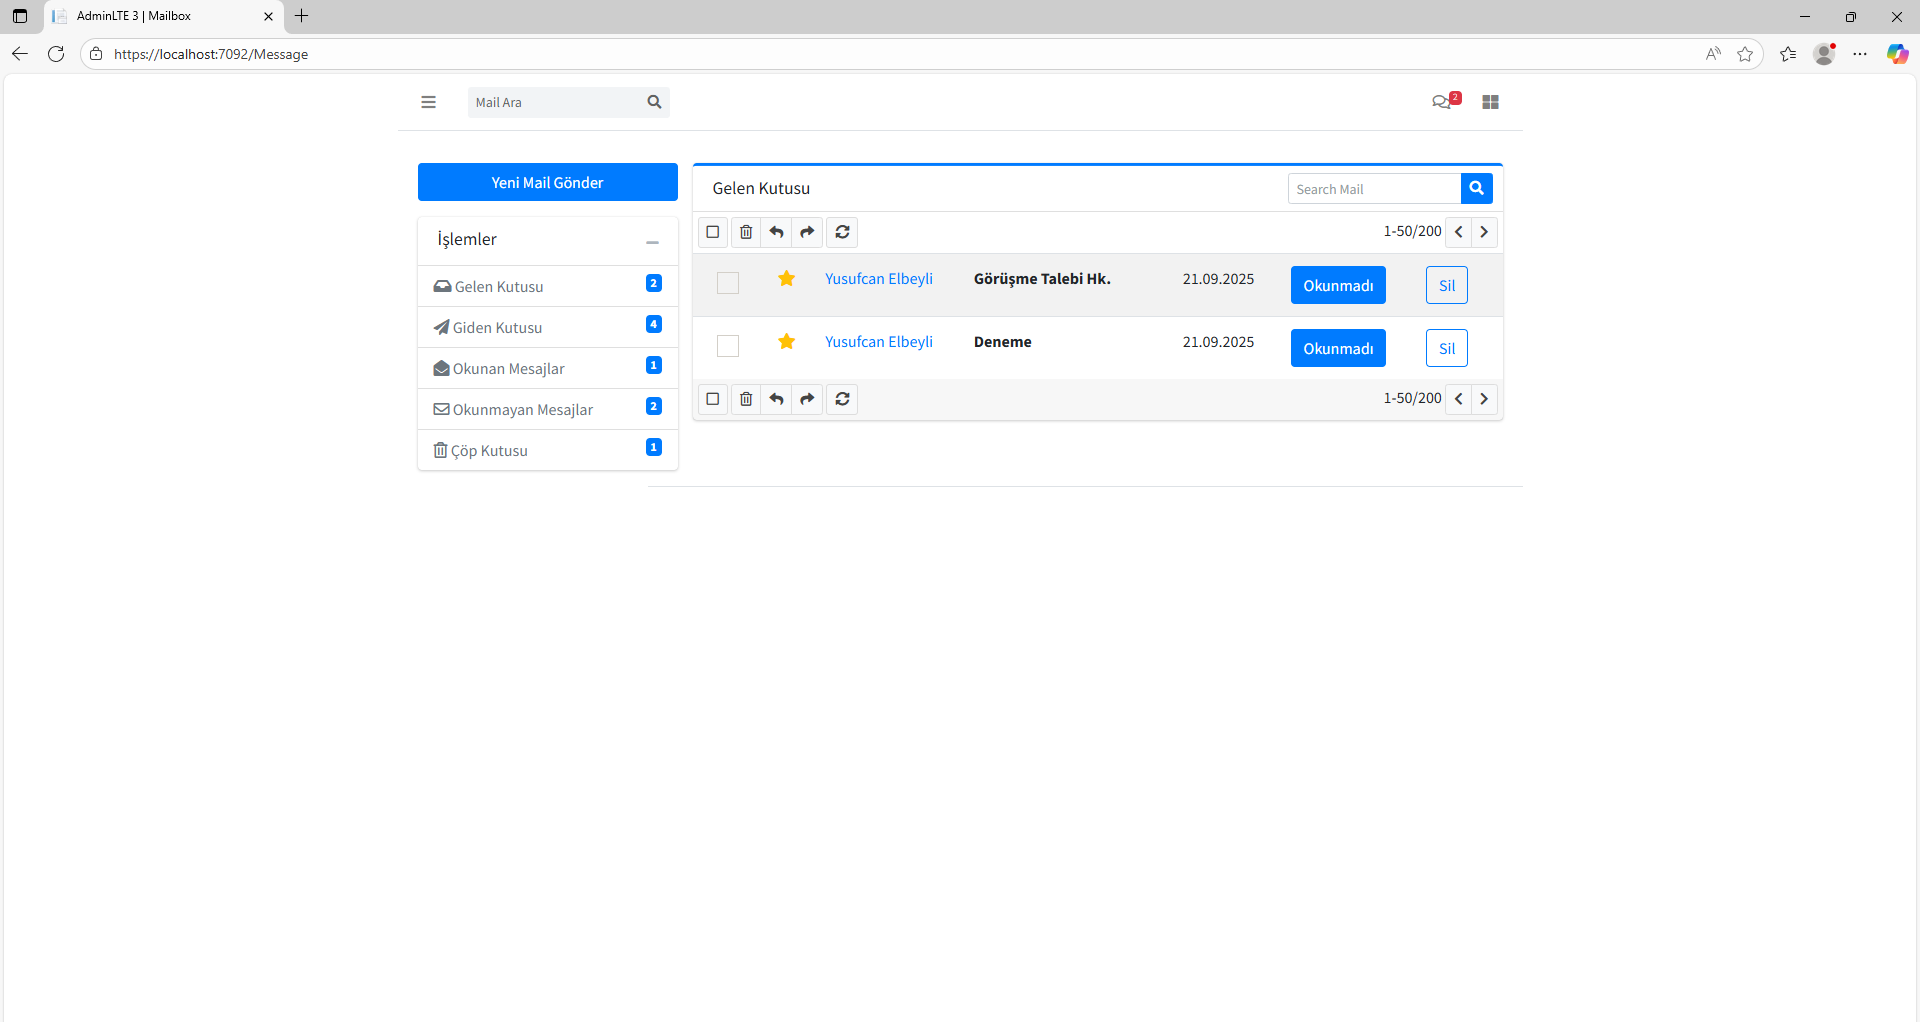 AdminLTE 3 | Mailbox
https://localhost:7092/Message
Mail Ara
2
Yeni Mail Gönder
İşlemler
Gelen Kutusu 2
Giden Kutusu 4
Okunan Mesajlar 1
Okunmayan Mesajlar 2
Çöp Kutusu 1
Gelen Kutusu
Search Mail
1-50/200
Yusufcan Elbeyli Görüşme Talebi Hk. 21.09.2025 Okunmadı Sil
Yusufcan Elbeyli Deneme 21.09.2025 Okunmadı Sil
1-50/200